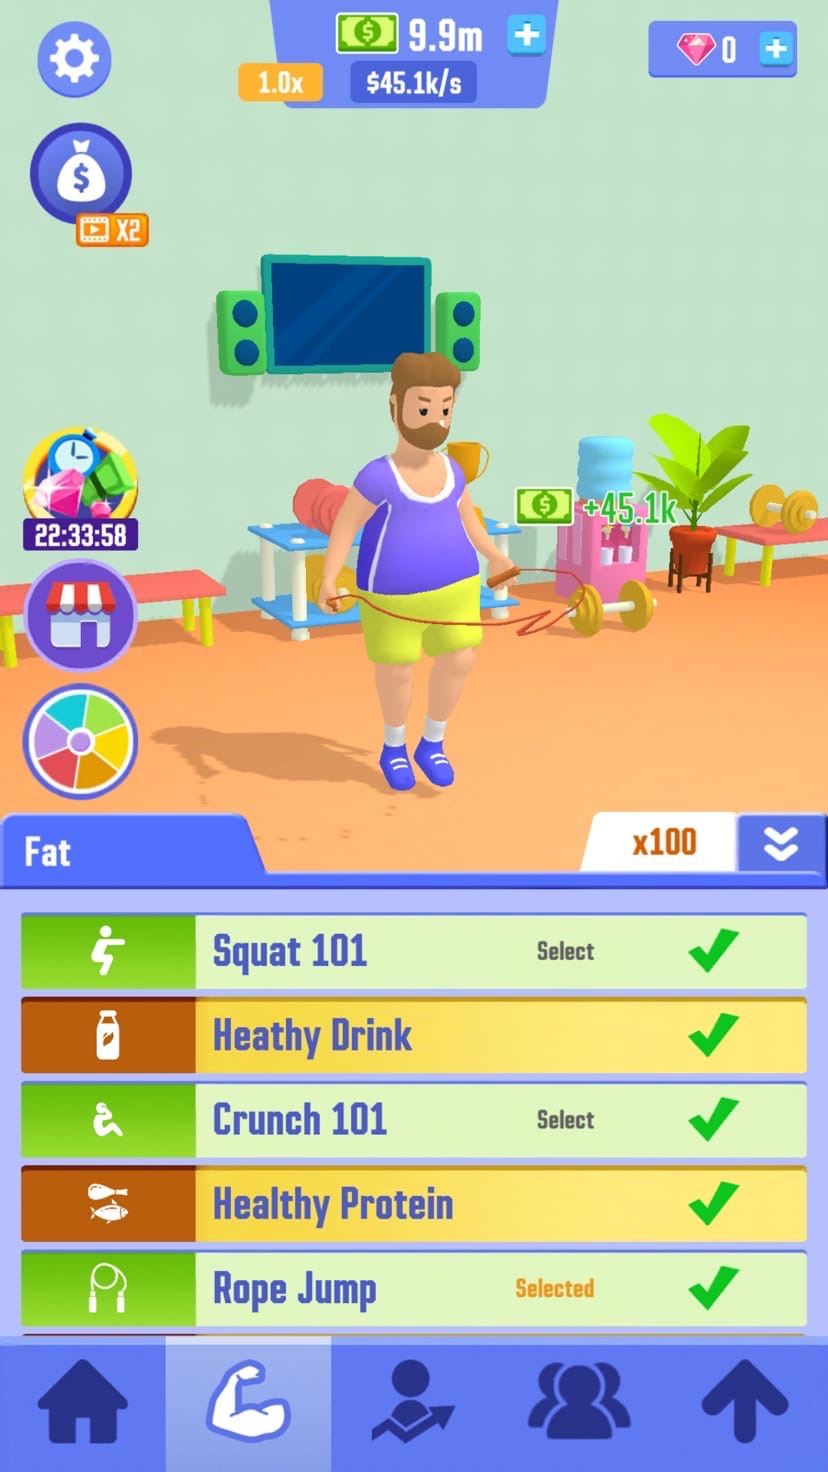 9.9m
0
1.0x
$45.1k/s
X2
+45.1k
22:33:58
Fat
x100
Squat 101
Select
Heathy Drink
Crunch 101
Select
Healthy Protein
Rope Jump
Selected